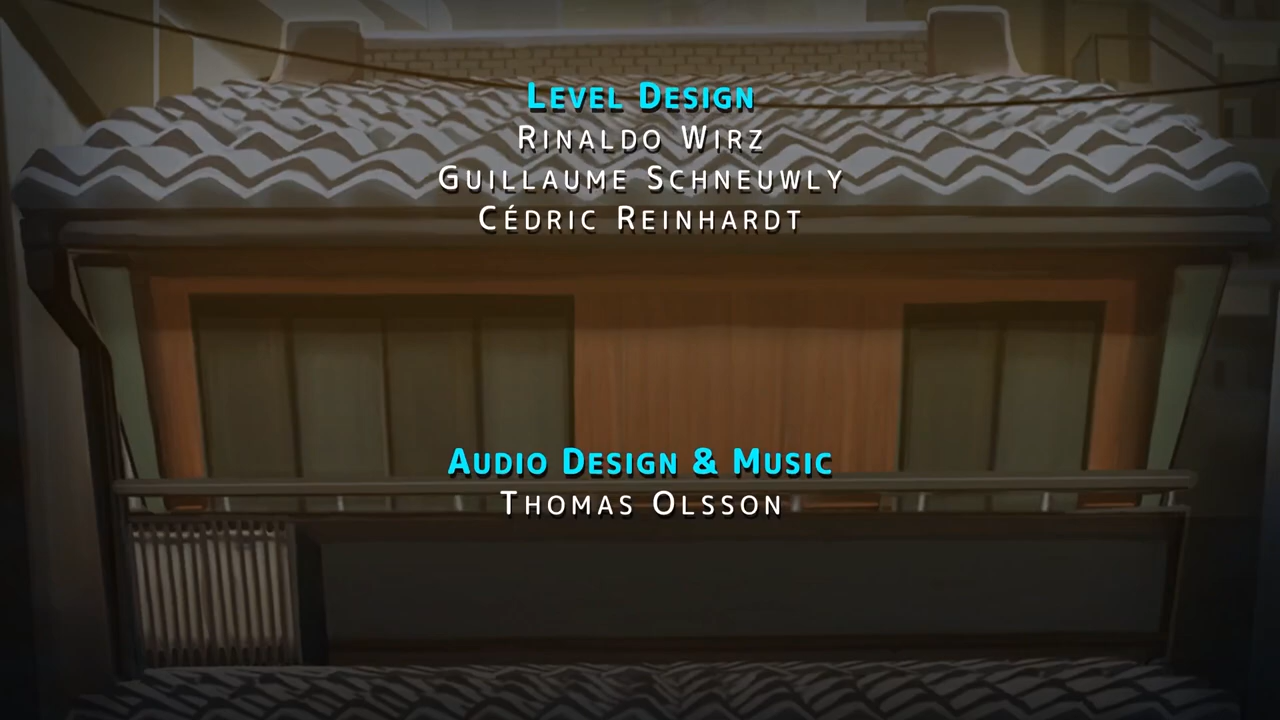 Level Design
Rinaldo Wirz
Guillaume Schneuwly
Cédric Reinhardt
Audio Design & Music
Thomas Olsson